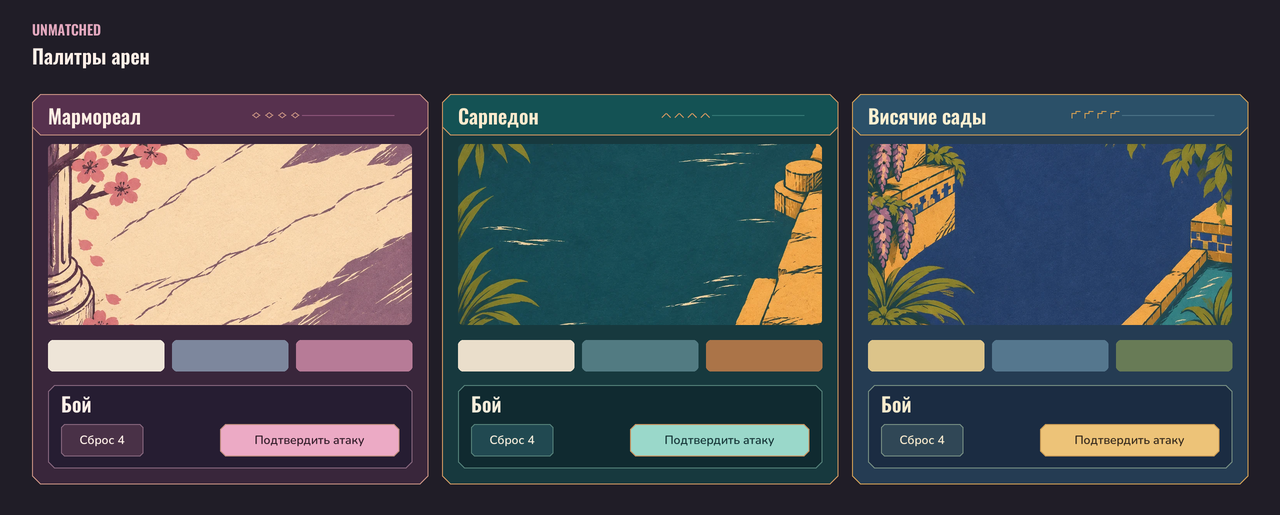 UNMATCHED
Палитры арен
Мармореал
Сарпедон
Висячие сады
Бой
Сброс 4
Подтвердить атаку
Бой
Сброс 4
Подтвердить атаку
Бой
Сброс 4
Подтвердить атаку